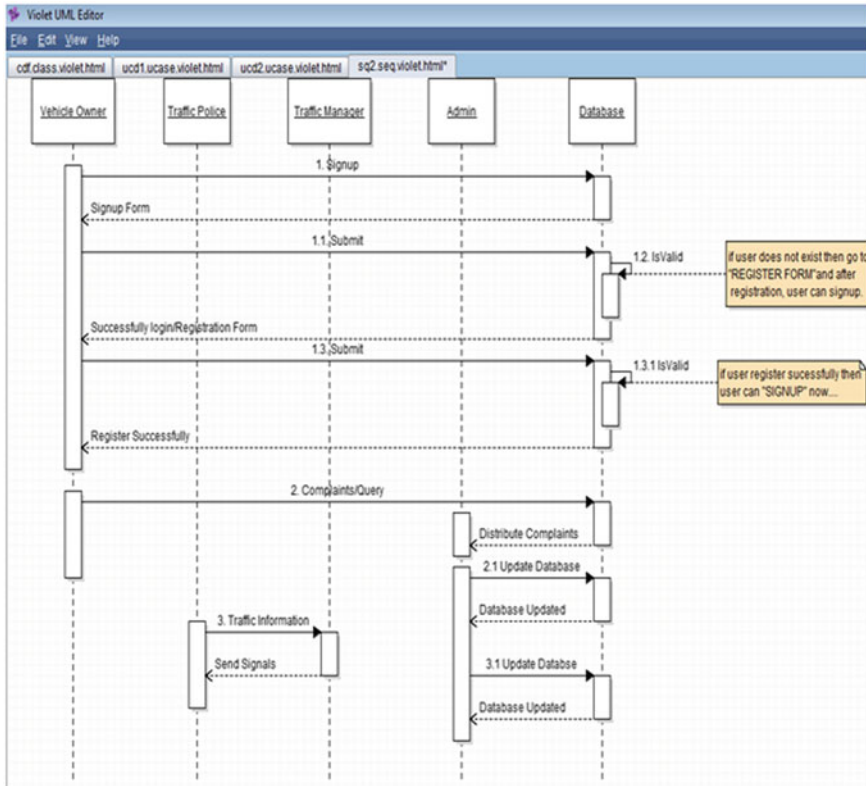 Violet UML Editor
File Edit View Help
cdf.class.violet.html ucd1.ucase.violet.html ucd2.ucase.violet.html sq2.seq.violet.html*
Vehicle Owner Traffic Police Traffic Manager Admin Database
1. Signup
Signup Form
1.1. Submit
1.2. IsValid
if user does not exist then go to
"REGISTER FORM"and after
registration, user can signup.
Successfully login/Registration Form
1.3. Submit
1.3.1 IsValid
if user register sucessfully then
user can "SIGNUP" now....
Register Successfully
2. Complaints/Query
Distribute Complaints
2.1 Update Database
Database Updated
3. Traffic Information
Send Signals
3.1 Update Databse
Database Updated